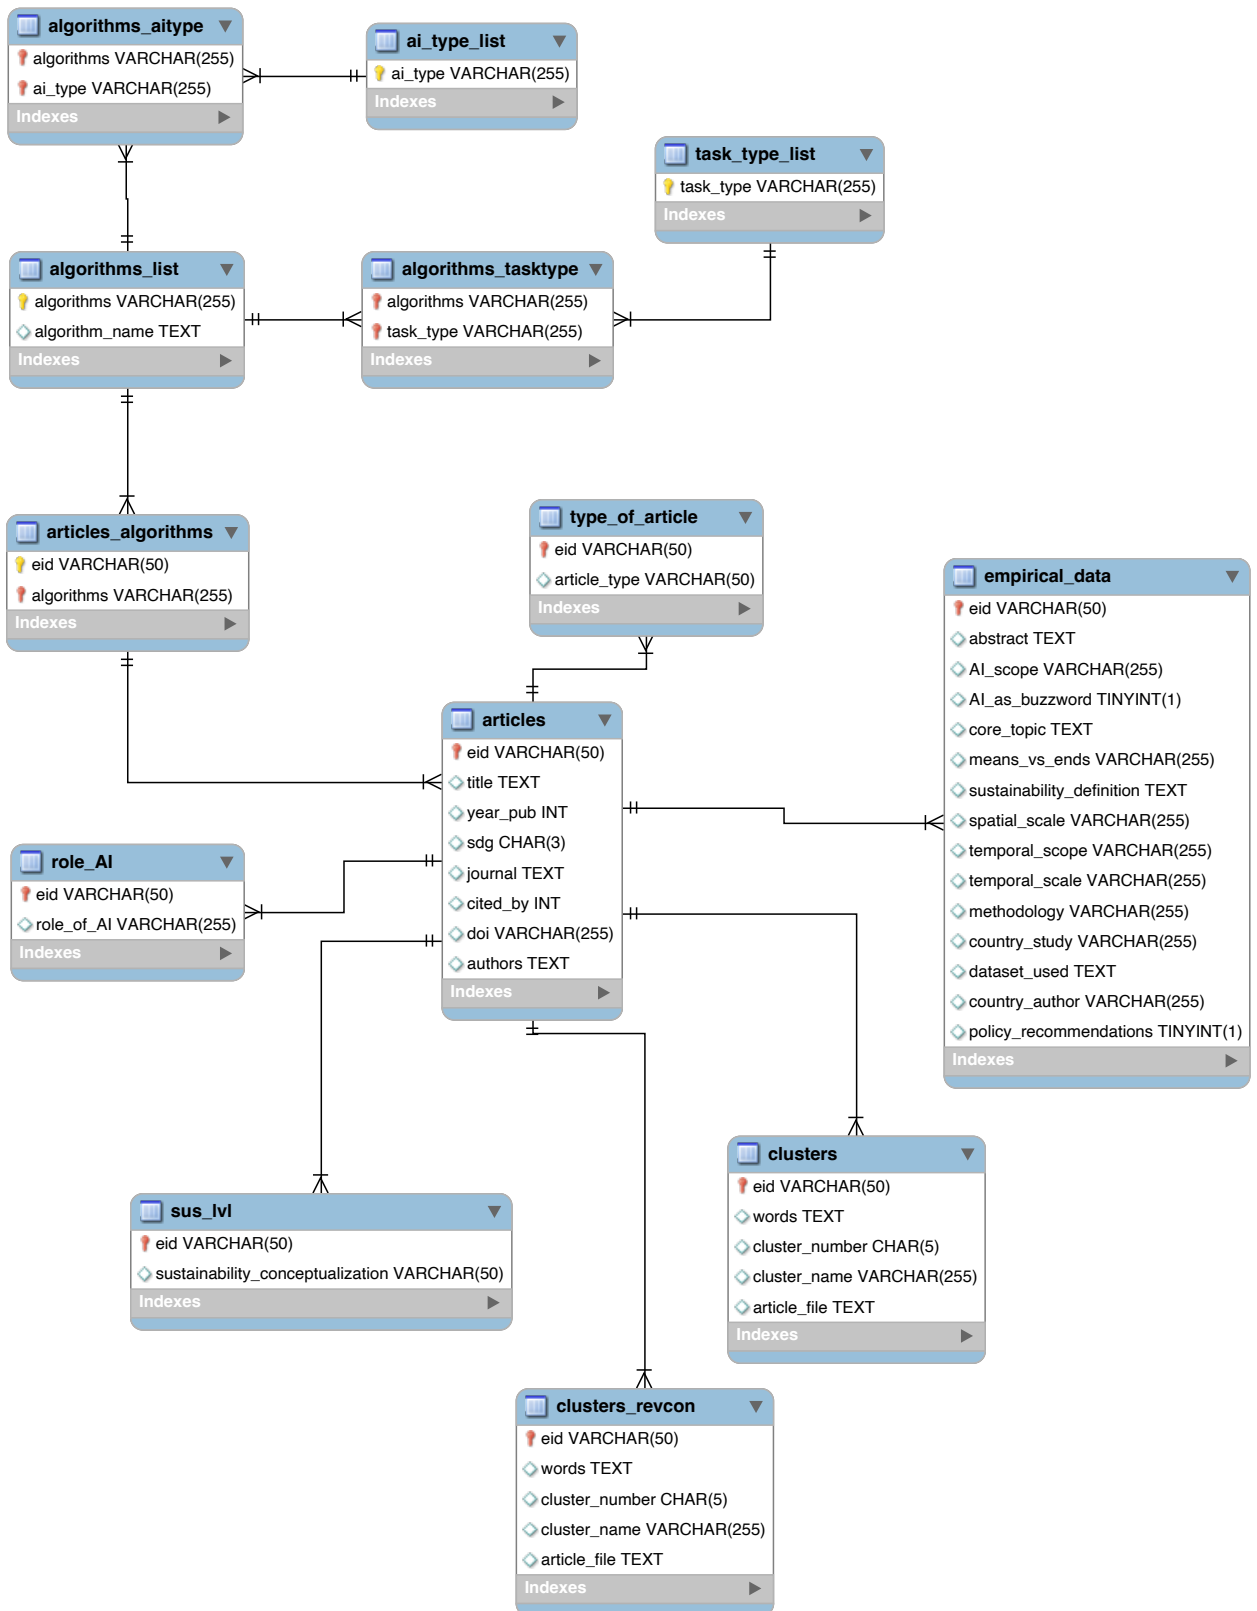 algorithms_aitype
algorithms VARCHAR(255)
ai_type VARCHAR(255)
Indexes
ai_type_list
ai_type VARCHAR(255)
Indexes
task_type_list
task_type VARCHAR(255)
Indexes
algorithms_list
algorithms VARCHAR(255)
algorithm_name TEXT
Indexes
algorithms_tasktype
algorithms VARCHAR(255)
task_type VARCHAR(255)
Indexes
articles_algorithms
eid VARCHAR(50)
algorithms VARCHAR(255)
Indexes
type_of_article
eid VARCHAR(50)
article_type VARCHAR(50)
Indexes
empirical_data
eid VARCHAR(50)
abstract TEXT
AI_scope VARCHAR(255)
AI_as_buzzword TINYINT(1)
core_topic TEXT
means_vs_ends VARCHAR(255)
sustainability_definition TEXT
spatial_scale VARCHAR(255)
temporal_scope VARCHAR(255)
temporal_scale VARCHAR(255)
methodology VARCHAR(255)
country_study VARCHAR(255)
dataset_used TEXT
country_author VARCHAR(255)
policy_recommendations TINYINT(1)
Indexes
articles
eid VARCHAR(50)
title TEXT
year_pub INT
sdg CHAR(3)
journal TEXT
cited_by INT
doi VARCHAR(255)
authors TEXT
Indexes
role_AI
eid VARCHAR(50)
role_of_AI VARCHAR(255)
Indexes
sus_lvl
eid VARCHAR(50)
sustainability_conceptualization VARCHAR(50)
Indexes
clusters
eid VARCHAR(50)
words TEXT
cluster_number CHAR(5)
cluster_name VARCHAR(255)
article_file TEXT
Indexes
clusters_revcon
eid VARCHAR(50)
words TEXT
cluster_number CHAR(5)
cluster_name VARCHAR(255)
article_file TEXT
Indexes